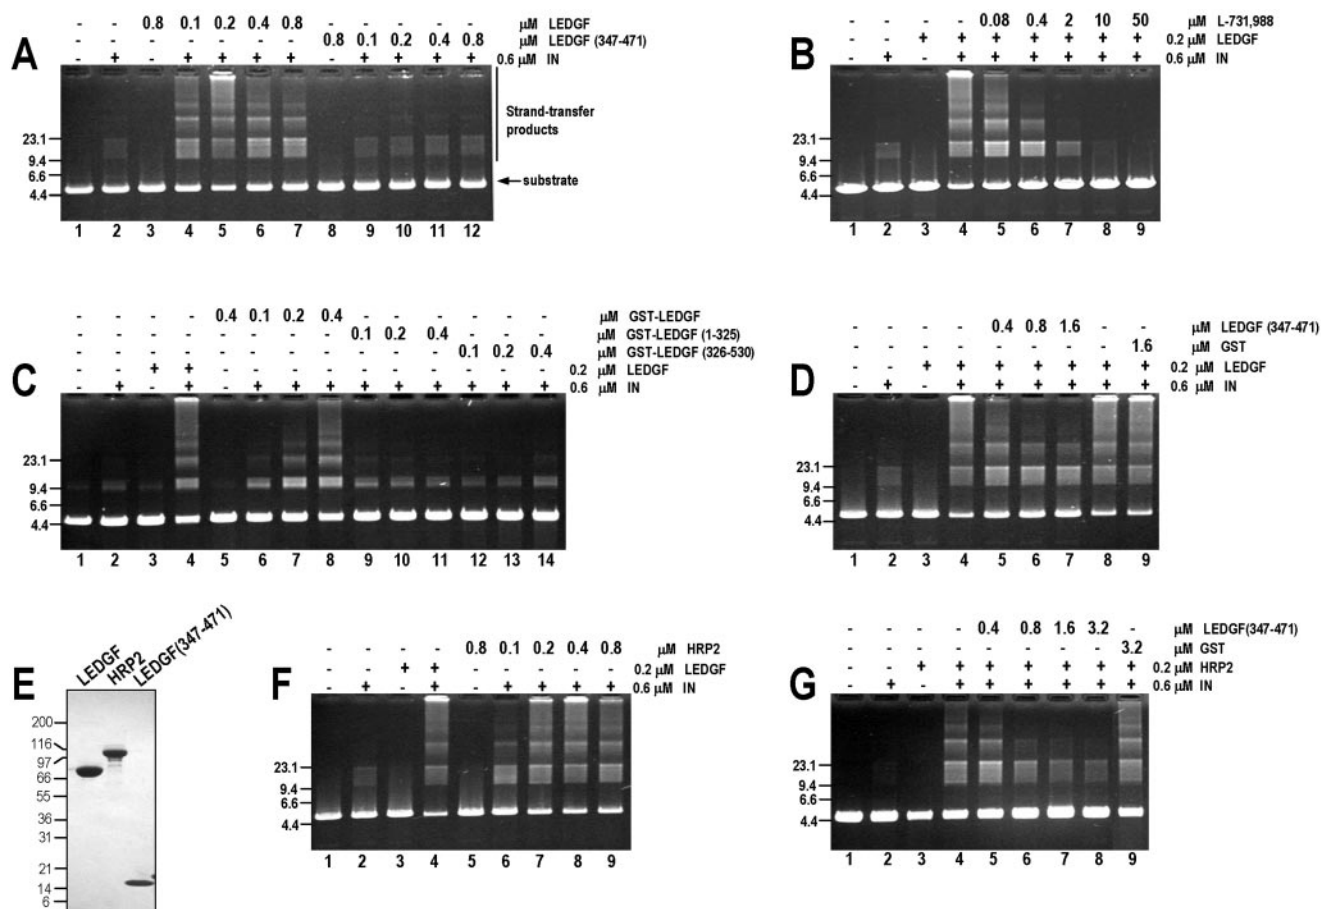 A
- - 0.8 0.1 0.2 0.4 0.8 - - - - - µM LEDGF
- - - - - - - 0.8 0.1 0.2 0.4 0.8 µM LEDGF (347-471)
- + - + + + + - + + + + 0.6 µM IN
23.1
9.4
6.6
4.4
Strand-transfer
products
substrate
1 2 3 4 5 6 7 8 9 10 11 12
B
- - - - 0.08 0.4 2 10 50 µM L-731,988
- - + + + + + + + 0.2 µM LEDGF
- + - + + + + + + 0.6 µM IN
23.1
9.4
6.6
4.4
1 2 3 4 5 6 7 8 9
C
- - - - 0.4 0.1 0.2 0.4 - - - - - - µM GST-LEDGF
- - - - - - - - 0.1 0.2 0.4 - - - µM GST-LEDGF (1-325)
- - - - - - - - - - - 0.1 0.2 0.4 µM GST-LEDGF (326-530)
- - + + - - - - - - - - - - 0.2 µM LEDGF
- + - + - + + + + + + + + + 0.6 µM IN
23.1
9.4
6.6
4.4
1 2 3 4 5 6 7 8 9 10 11 12 13 14
D
- - - - 0.4 0.8 1.6 - - µM LEDGF (347-471)
- - - - - - - - 1.6 µM GST
- - + + + + + + + 0.2 µM LEDGF
- + - + + + + + + 0.6 µM IN
23.1
9.4
6.6
4.4
1 2 3 4 5 6 7 8 9
E
LEDGF
HRP2
LEDGF(347-471)
200
116
97
66
55
36
31
21
14
6
F
- - - - 0.8 0.1 0.2 0.4 0.8 µM HRP2
- - + + - - - - - 0.2 µM LEDGF
- + - + - + + + + 0.6 µM IN
23.1
9.4
6.6
4.4
1 2 3 4 5 6 7 8 9
G
- - - - 0.4 0.8 1.6 3.2 - µM LEDGF(347-471)
- - - - - - - - 3.2 µM GST
- - + + + + + + + 0.2 µM HRP2
- + - + + + + + + 0.6 µM IN
23.1
9.4
6.6
4.4
1 2 3 4 5 6 7 8 9